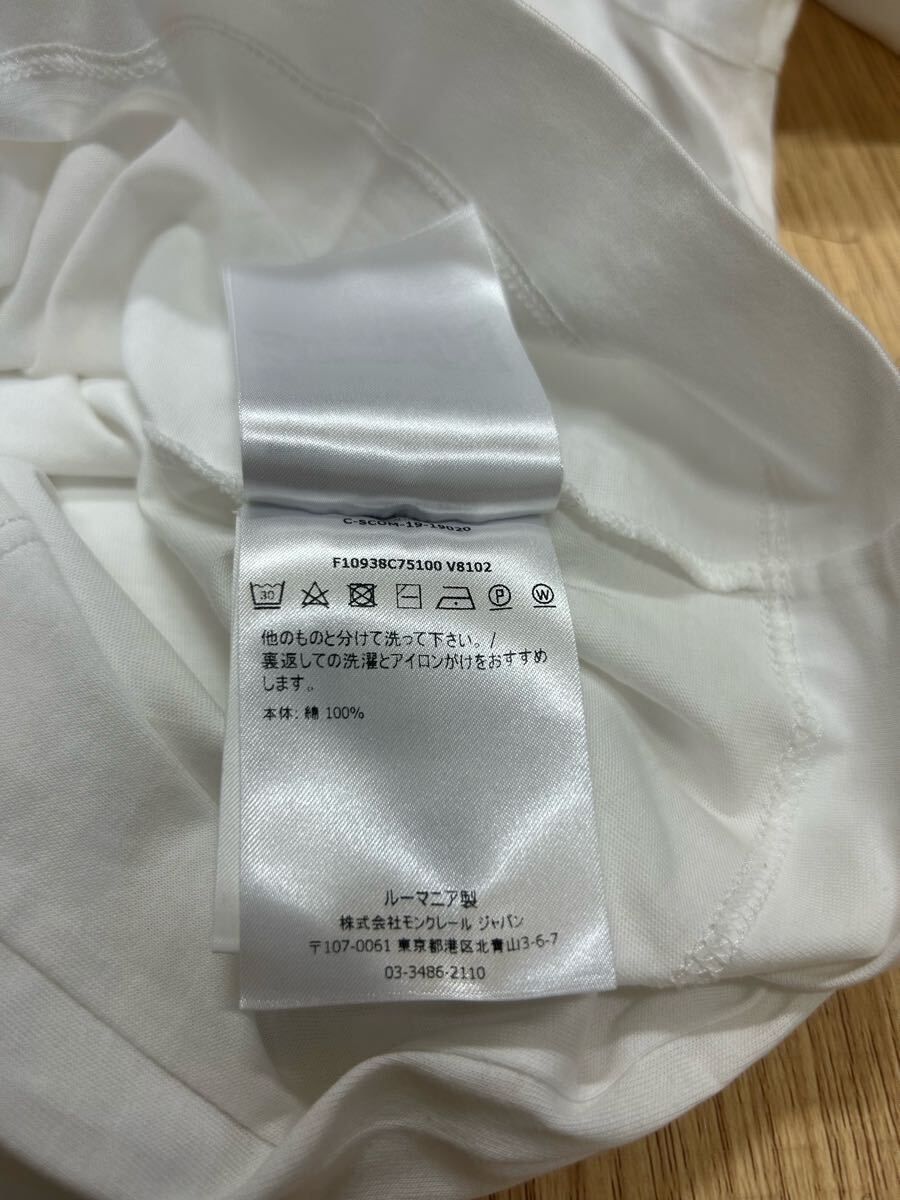 C-SCOM-19-19020
F10938C75100 V8102
30 P W
他のものと分けて洗って下さい。/
裏返しての洗濯とアイロンがけをおすすめ
します。
本体: 綿 100%
ルーマニア製
株式会社モンクレール ジャパン
〒107-0061 東京都港区北青山3-6-7
03-3486-2110